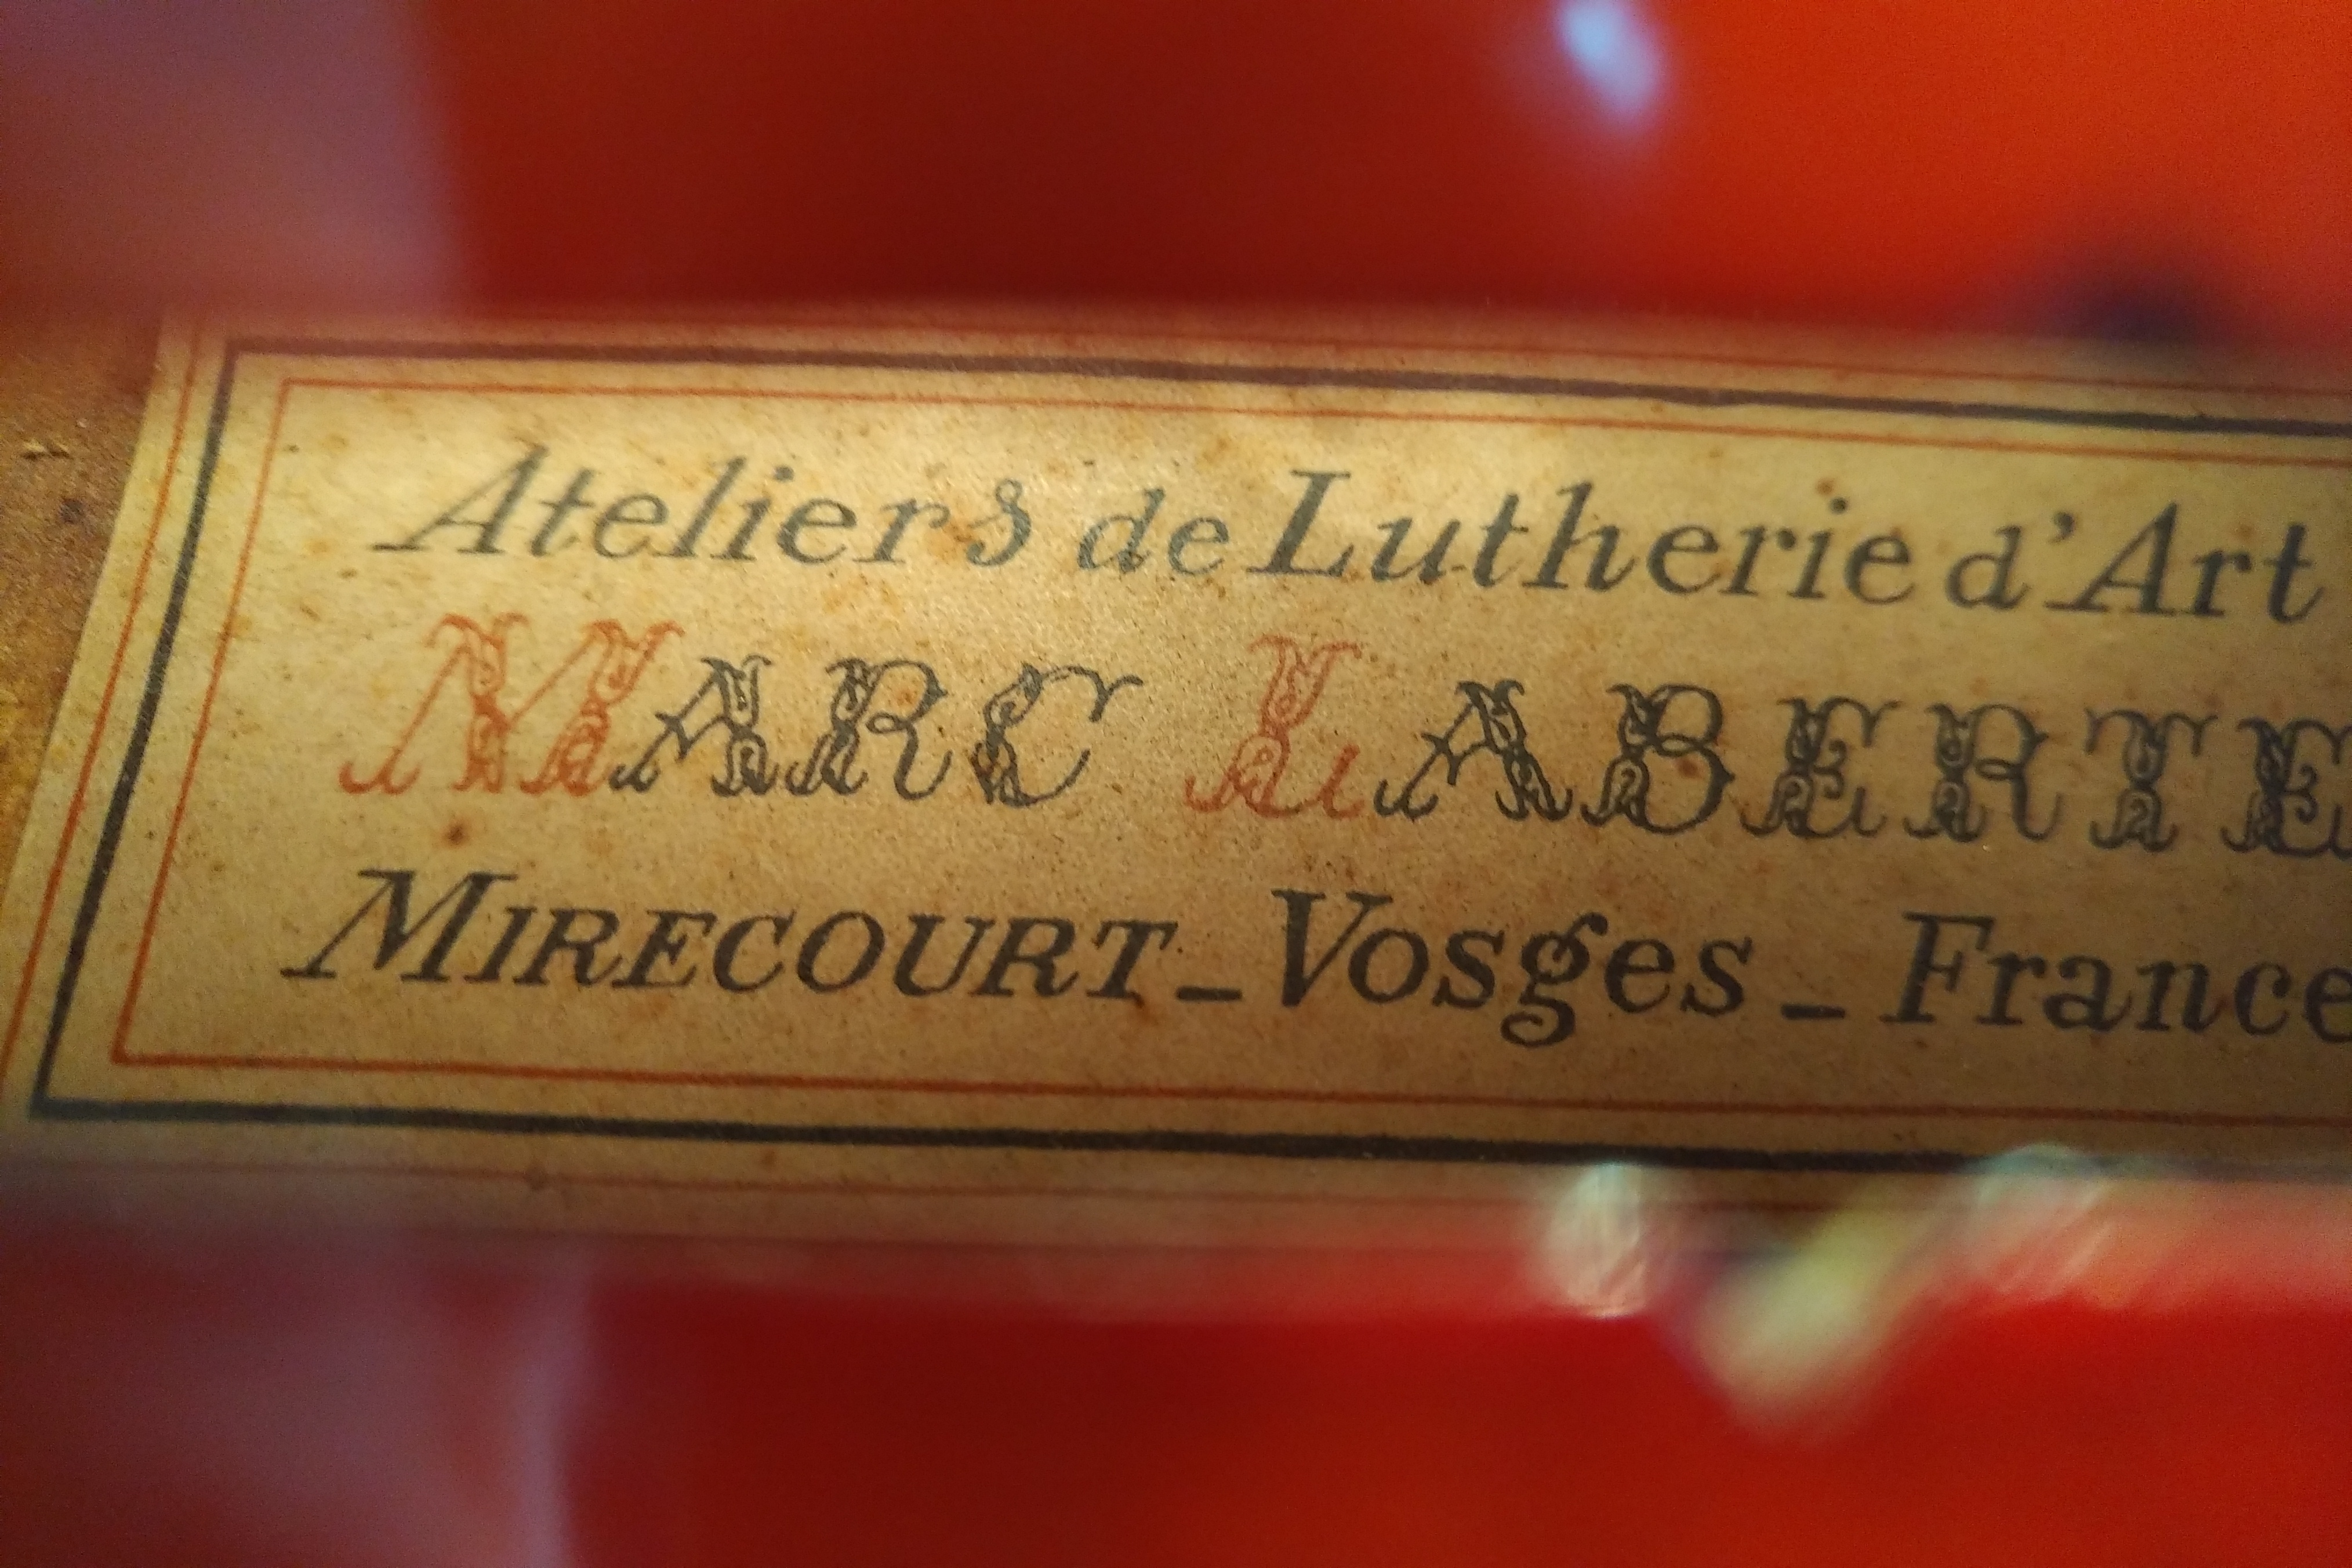 Ateliers de Lutherie d'Art
MARC LABERTE
MIRECOURT_Vosges_France